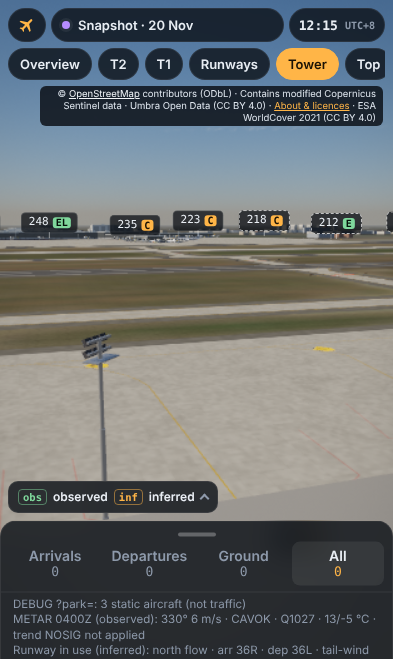 Snapshot · 20 Nov
12:15 UTC+8
Overview
T2
T1
Runways
Tower
Top
© OpenStreetMap contributors (ODbL) · Contains modified Copernicus
Sentinel data · Umbra Open Data (CC BY 4.0) · About & licences · ESA
WorldCover 2021 (CC BY 4.0)
248 EL
235 C
223 C
218 C
212 E
obs observed inf inferred
Arrivals
0
Departures
0
Ground
0
All
0
DEBUG ?park=: 3 static aircraft (not traffic)
METAR 0400Z (observed): 330° 6 m/s · CAVOK · Q1027 · 13/-5 °C ·
trend NOSIG not applied
Runway in use (inferred): north flow · arr 36R · dep 36L · tail-wind